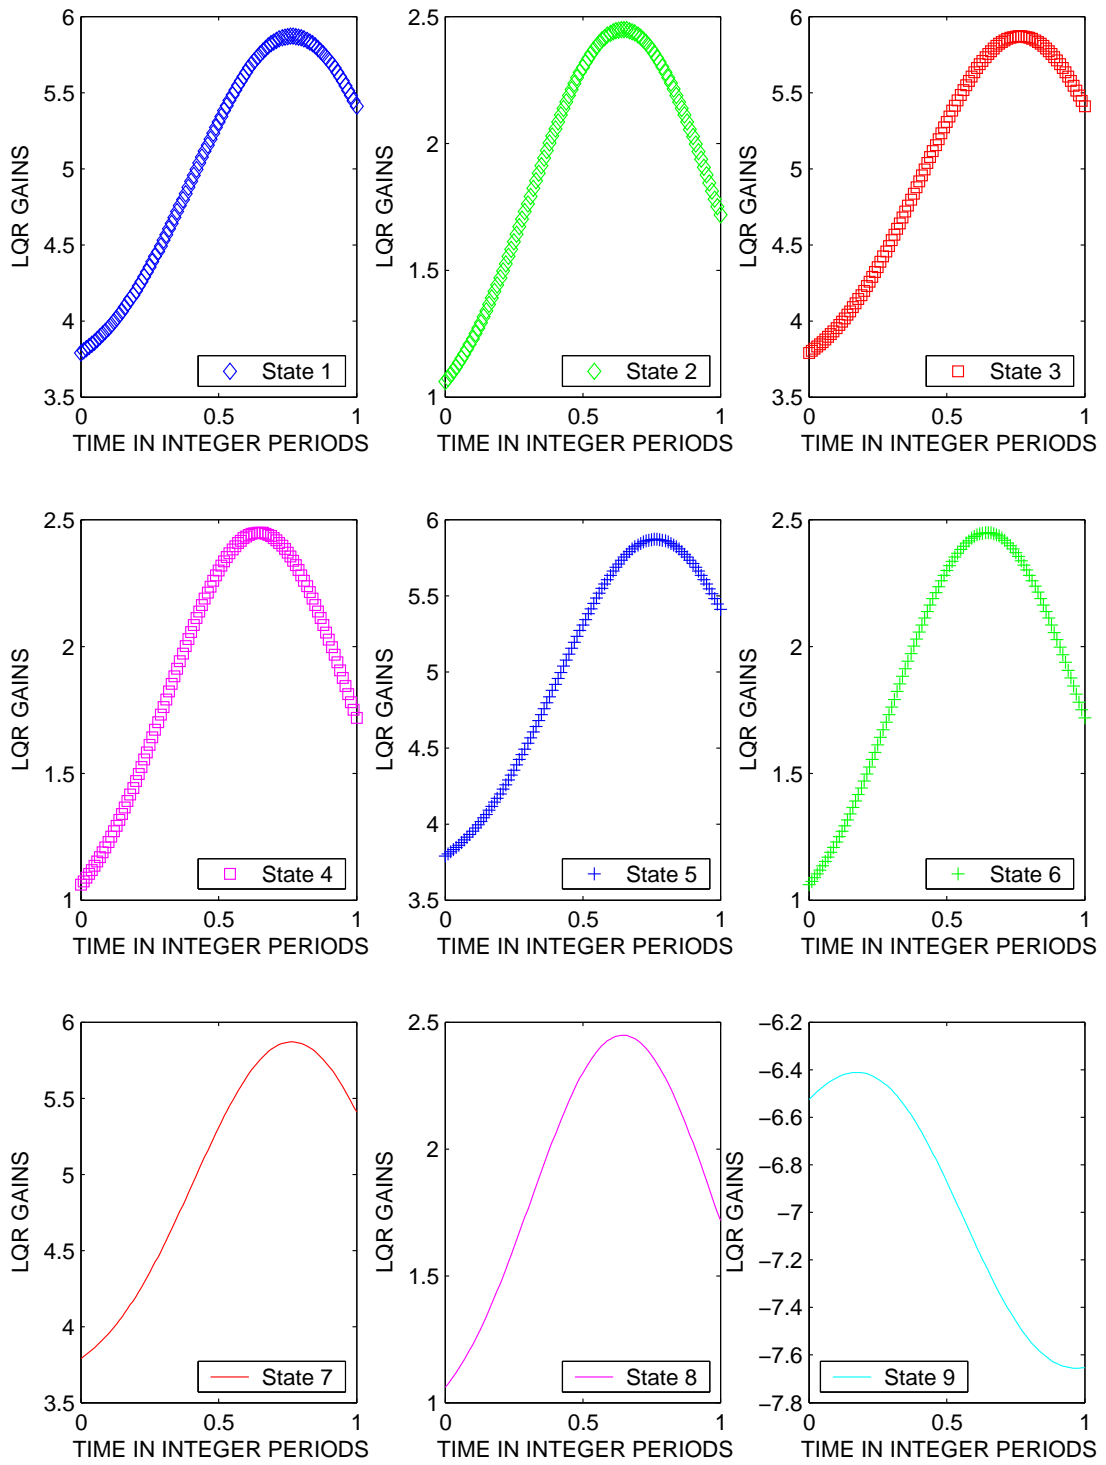 6
5.5
5
4.5
4
3.5
LQR GAINS
0
0.5
1
TIME IN INTEGER PERIODS
State 1
2.5
2
1.5
1
LQR GAINS
0
0.5
1
TIME IN INTEGER PERIODS
State 2
6
5.5
5
4.5
4
3.5
LQR GAINS
0
0.5
1
TIME IN INTEGER PERIODS
State 3
2.5
2
1.5
1
LQR GAINS
0
0.5
1
TIME IN INTEGER PERIODS
State 4
6
5.5
5
4.5
4
3.5
LQR GAINS
0
0.5
1
TIME IN INTEGER PERIODS
State 5
2.5
2
1.5
1
LQR GAINS
0
0.5
1
TIME IN INTEGER PERIODS
State 6
6
5.5
5
4.5
4
3.5
LQR GAINS
0
0.5
1
TIME IN INTEGER PERIODS
State 7
2.5
2
1.5
1
LQR GAINS
0
0.5
1
TIME IN INTEGER PERIODS
State 8
−6.2
−6.4
−6.6
−6.8
−7
−7.2
−7.4
−7.6
−7.8
LQR GAINS
0
0.5
1
TIME IN INTEGER PERIODS
State 9